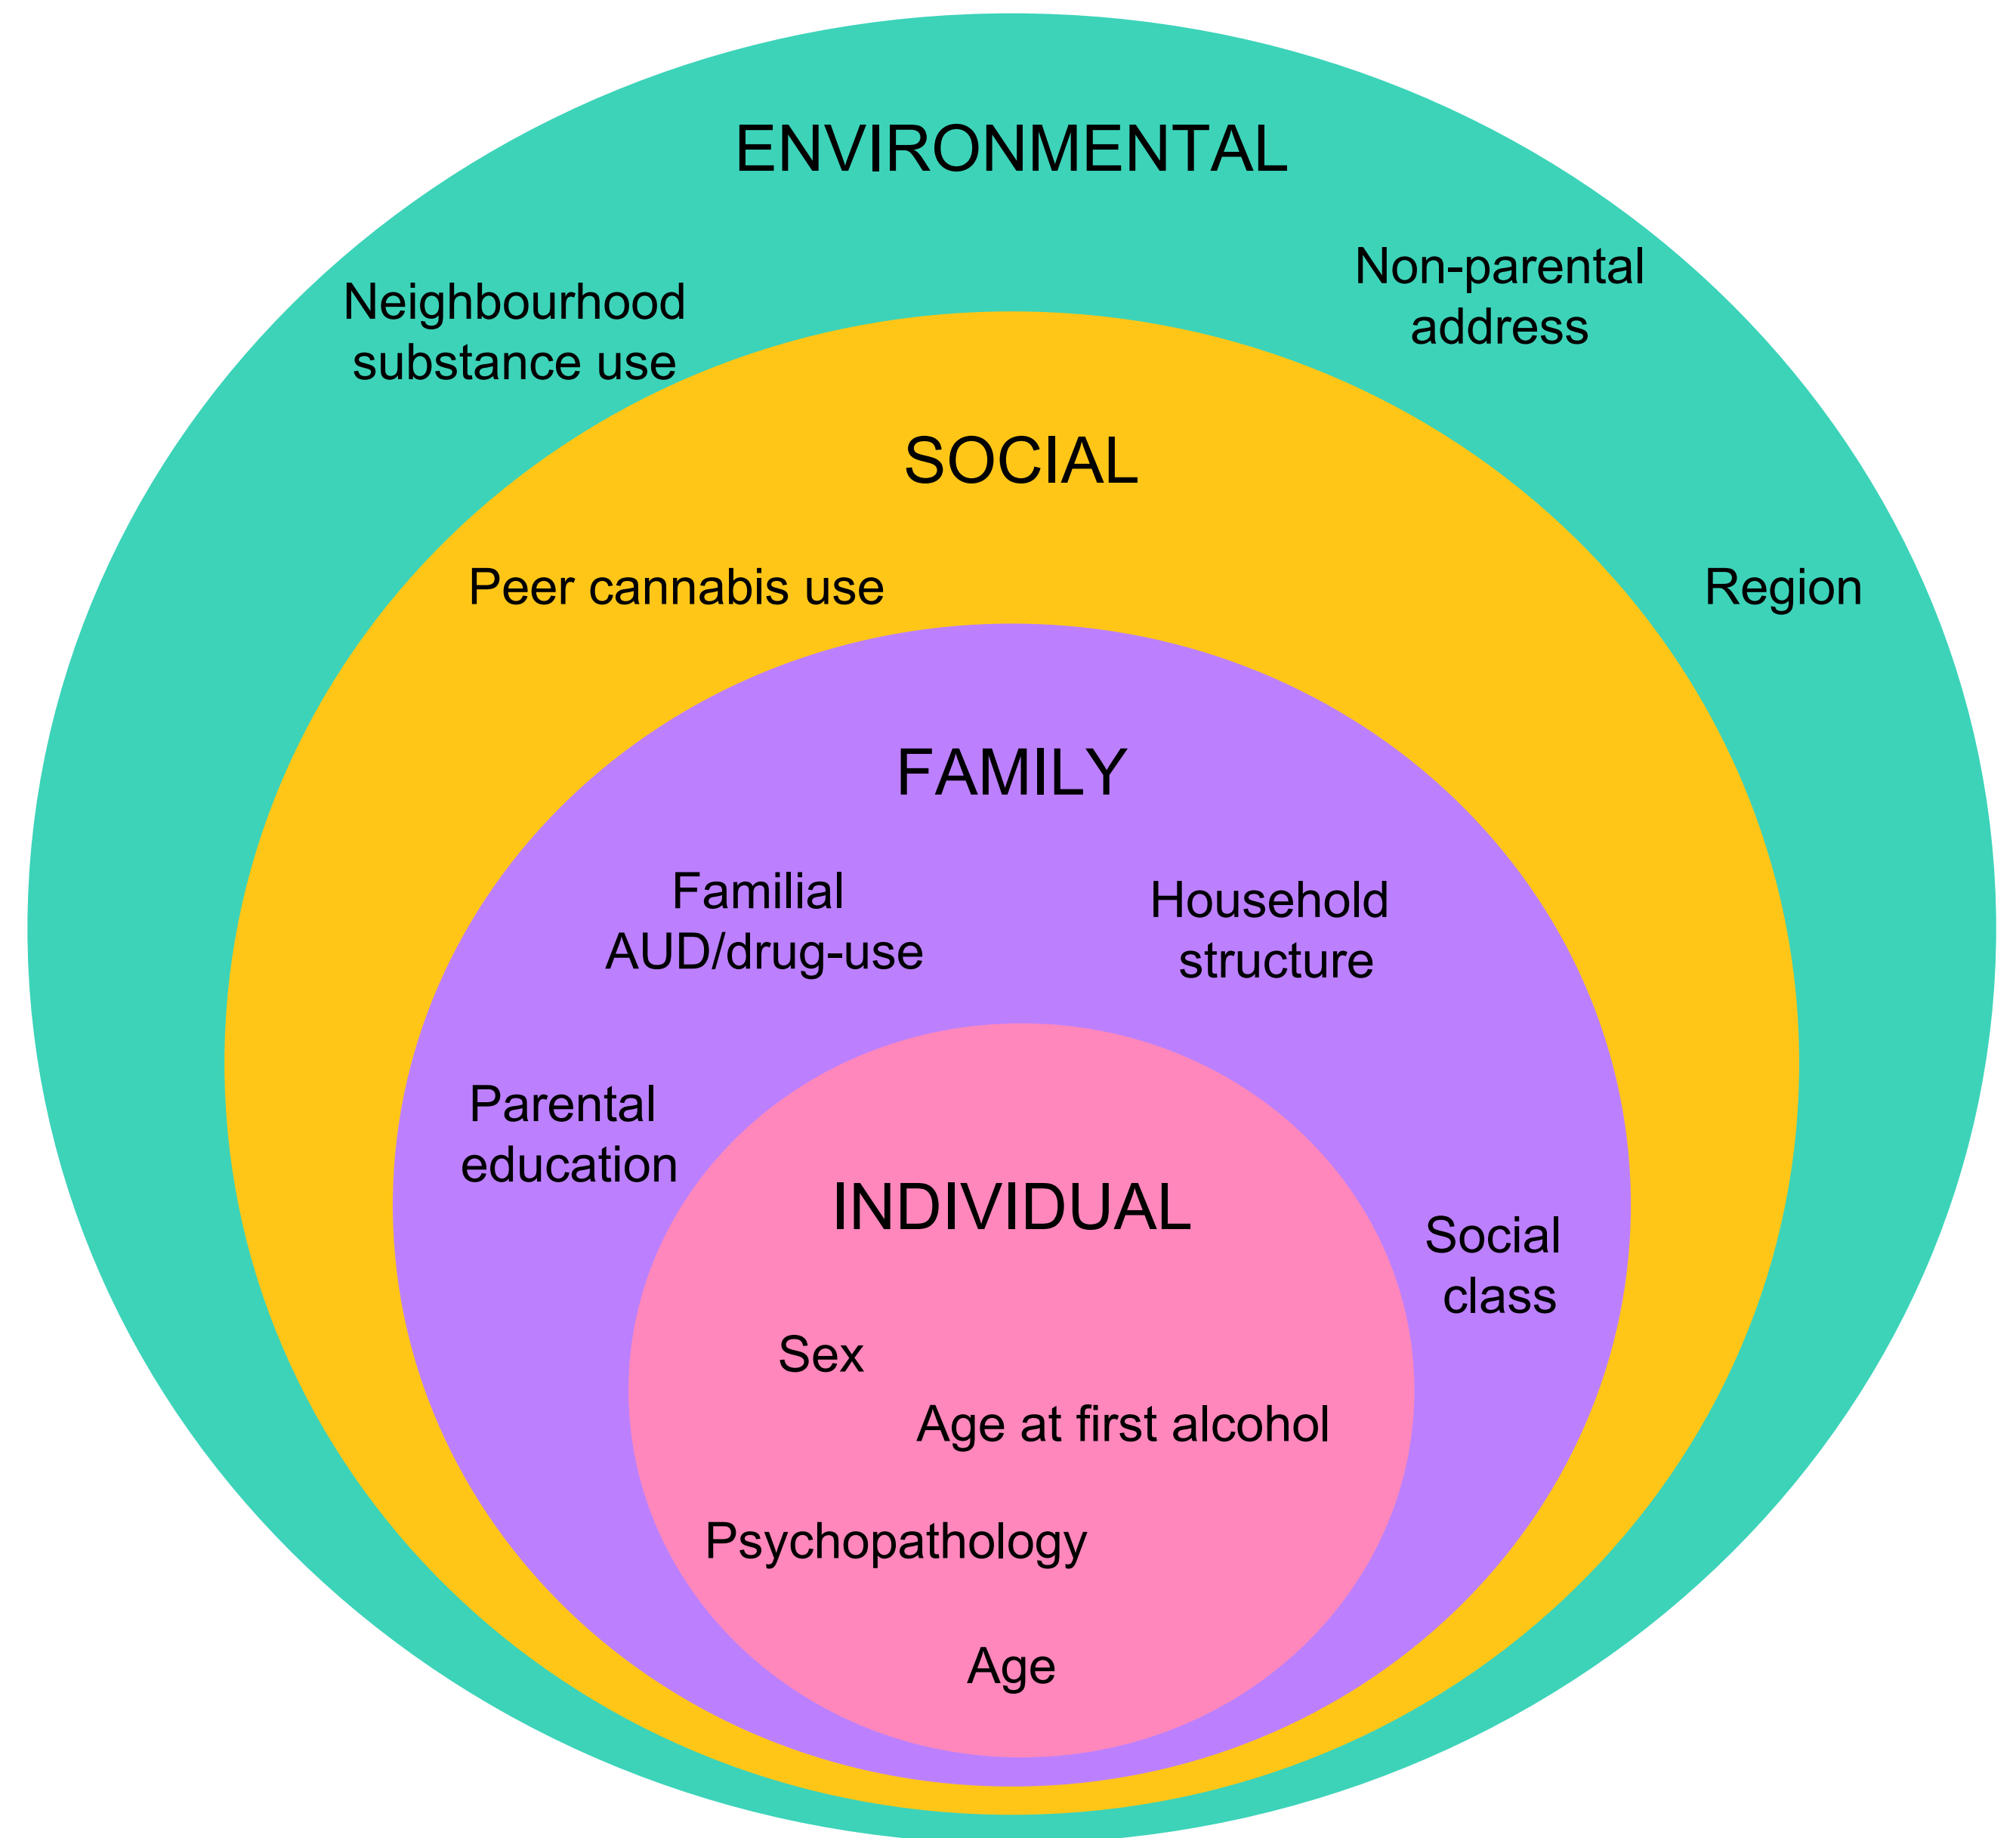 ENVIRONMENTAL
Neighbourhood
substance use
Non-parental
address
SOCIAL
Peer cannabis use
Region
FAMILY
Familial
AUD/drug-use
Household
structure
Parental
education
INDIVIDUAL
Social
class
Sex
Age at first alcohol
Psychopathology
Age